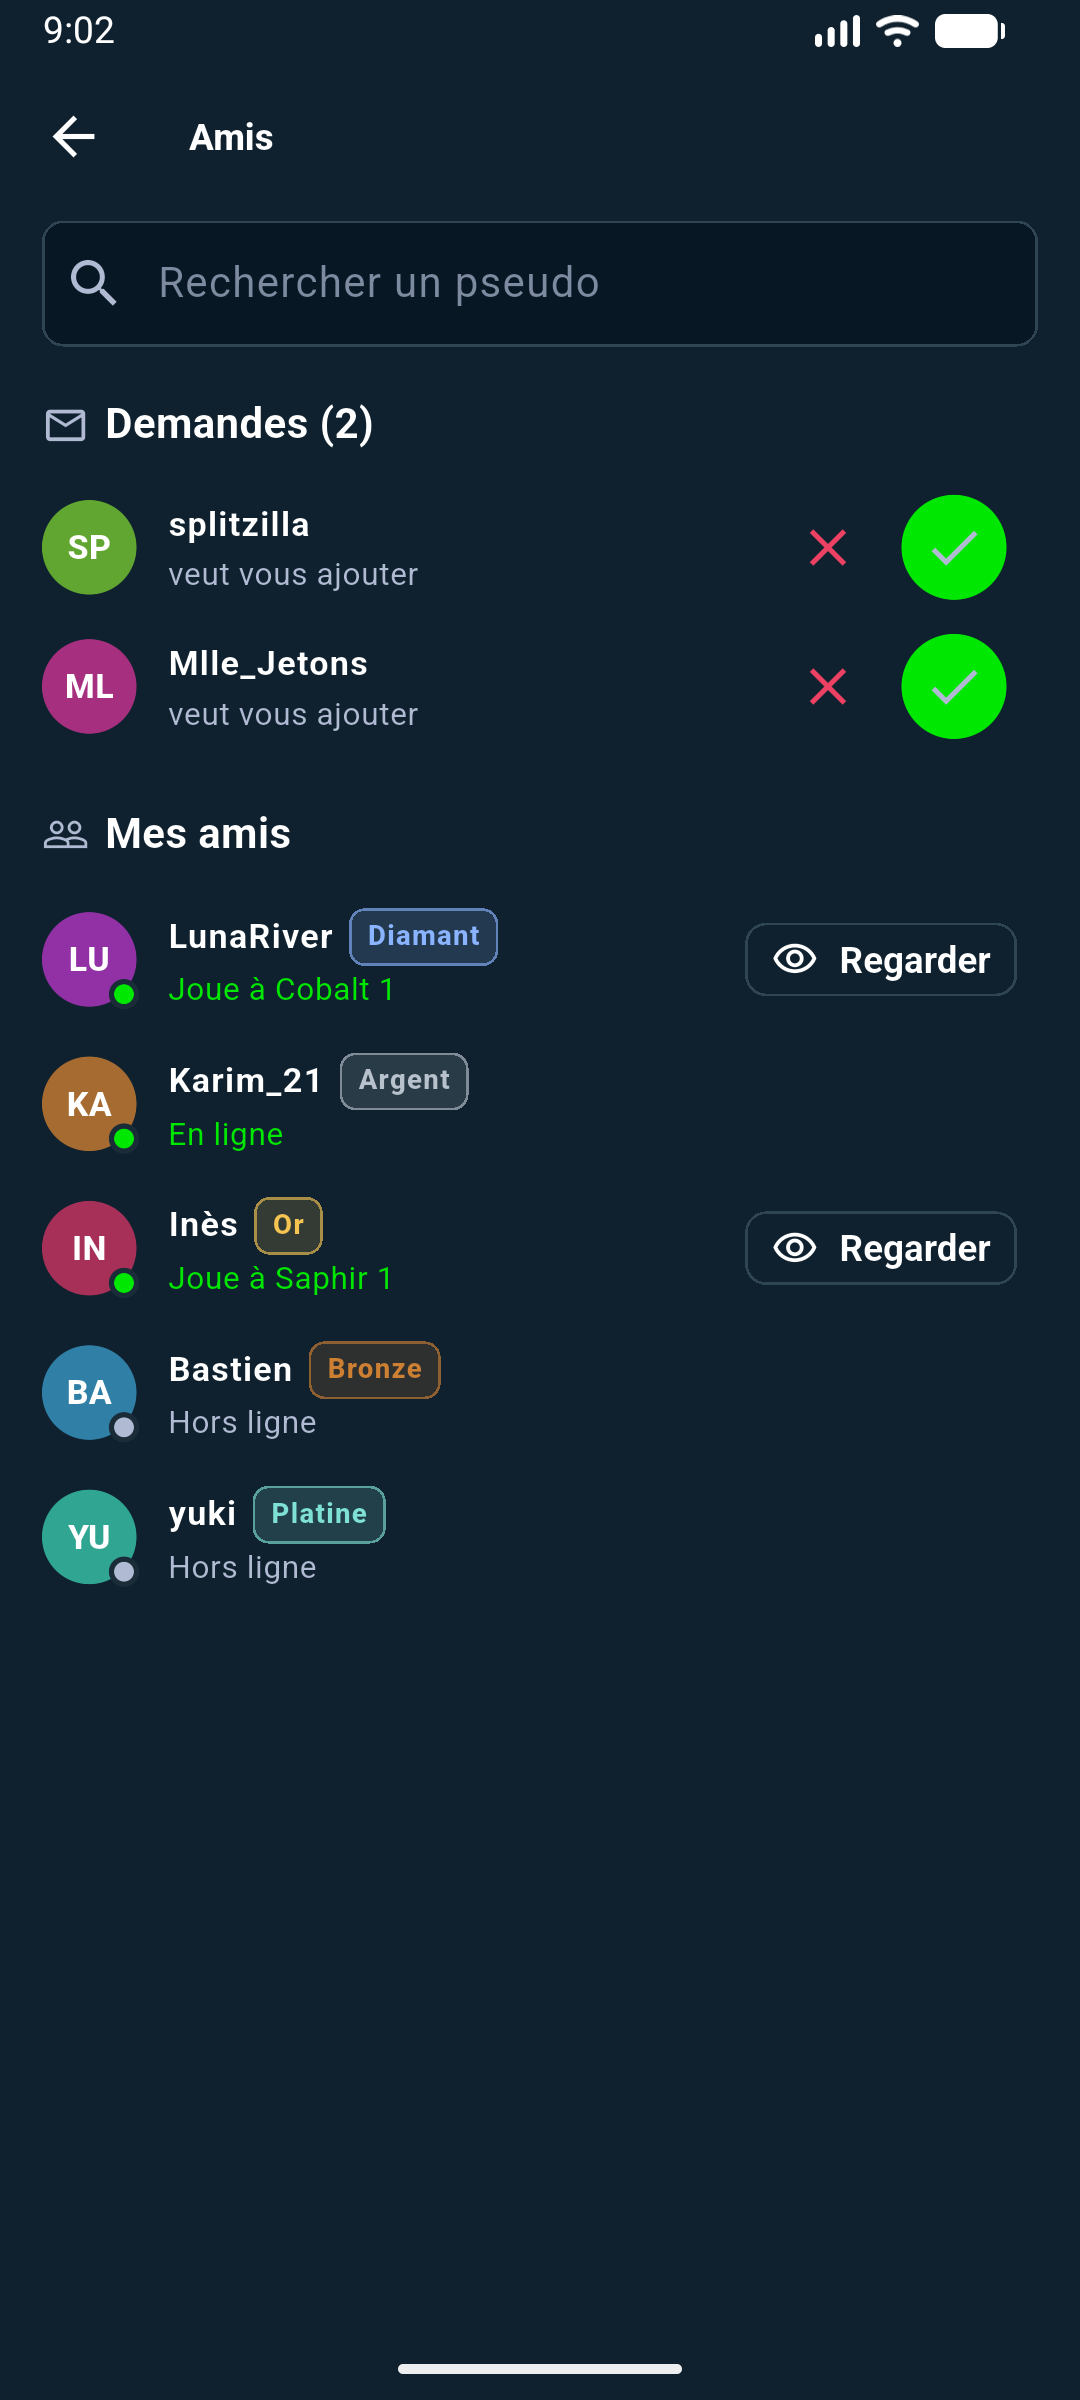 9:02
Amis
Rechercher un pseudo
Demandes (2)
SP
splitzilla
veut vous ajouter
ML
Mlle_Jetons
veut vous ajouter
Mes amis
LU
LunaRiver Diamant
Joue à Cobalt 1
Regarder
KA
Karim_21 Argent
En ligne
IN
Inès Or
Joue à Saphir 1
Regarder
BA
Bastien Bronze
Hors ligne
YU
yuki Platine
Hors ligne